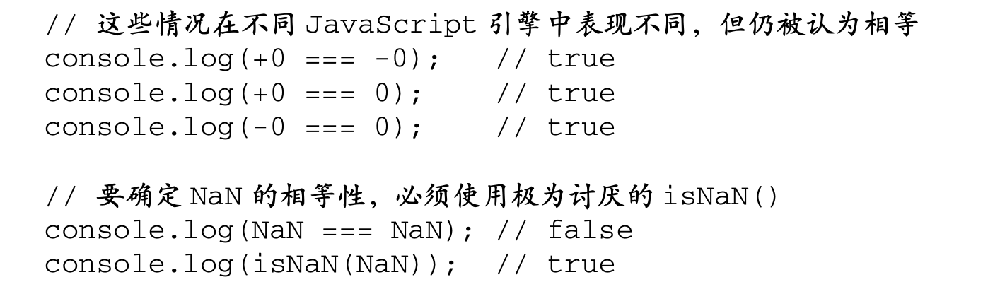 // 这些情况在不同 JavaScript 引擎中表现不同，但仍被认为相等
console.log(+0 === -0);   // true
console.log(+0 === 0);    // true
console.log(-0 === 0);    // true
// 要确定 NaN 的相等性，必须使用极为讨厌的 isNaN()
console.log(NaN === NaN); // false
console.log(isNaN(NaN));  // true